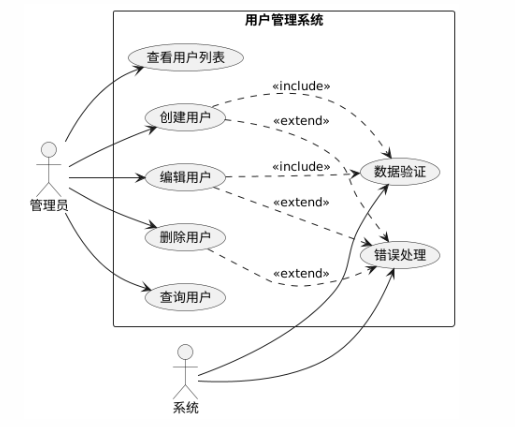 用户管理系统
查看用户列表
创建用户
«include»
«extend»
编辑用户
«include»
数据验证
管理员
«extend»
删除用户
错误处理
«extend»
查询用户
系统